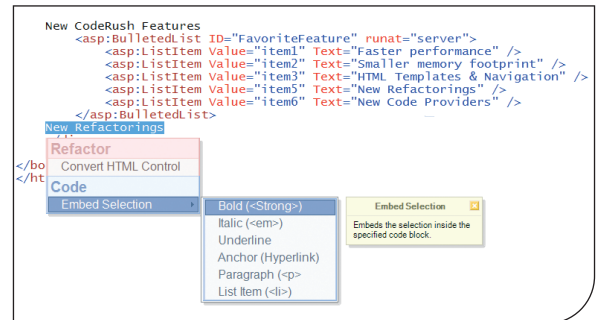 New CodeRush Features
<asp:BulletedList ID="FavoriteFeature" runat="server">
<asp:ListItem Value="item1" Text="Faster performance" />
<asp:ListItem Value="item2" Text="Smaller memory footprint" />
<asp:ListItem Value="item3" Text="HTML Templates & Navigation" />
<asp:ListItem Value="item5" Text="New Refactorings" />
<asp:ListItem Value="item6" Text="New Code Providers" />
</asp:BulletedList>
New Refactorings
Refactor
</bo
Convert HTML Control
</ht
Code
Embed Selection
Bold (<Strong>)
Italic (<em>)
Underline
Anchor (Hyperlink)
Paragraph (<p>
List Item (<li>)
Embed Selection
Embeds the selection inside the
specified code block.